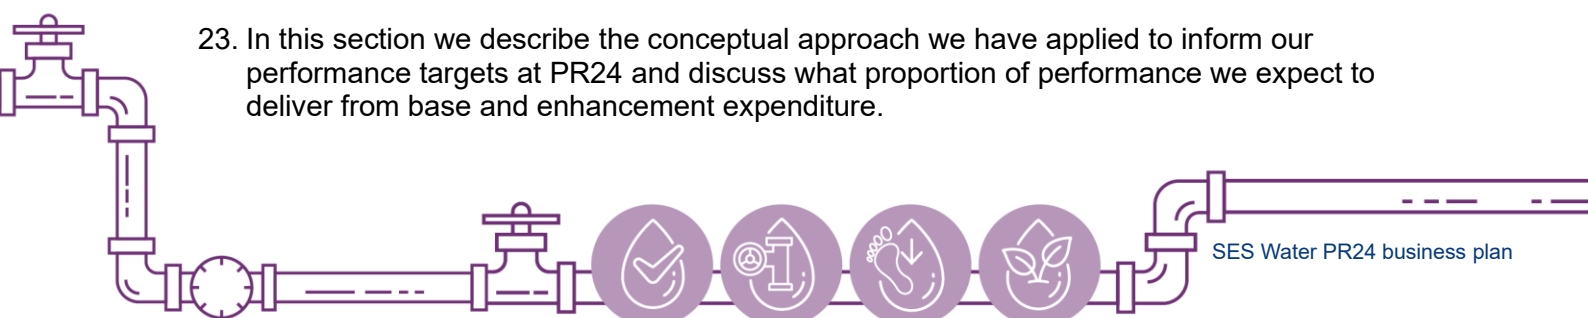 23. In this section we describe the conceptual approach we have applied to inform our
performance targets at PR24 and discuss what proportion of performance we expect to
deliver from base and enhancement expenditure.
SES Water PR24 business plan